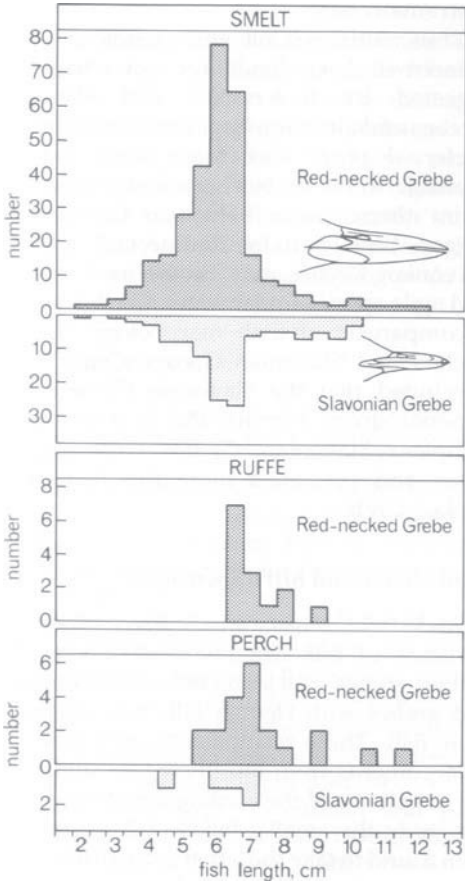 SMELT
80
70
60
50
40
30
20
10
0
number
Red-necked Grebe
10
20
30
Slavonian Grebe
RUFFE
8
6
4
2
0
number
Red-necked Grebe
PERCH
6
4
2
0
number
Red-necked Grebe
2
Slavonian Grebe
2 3 4 5 6 7 8 9 10 11 12 13
fish length, cm